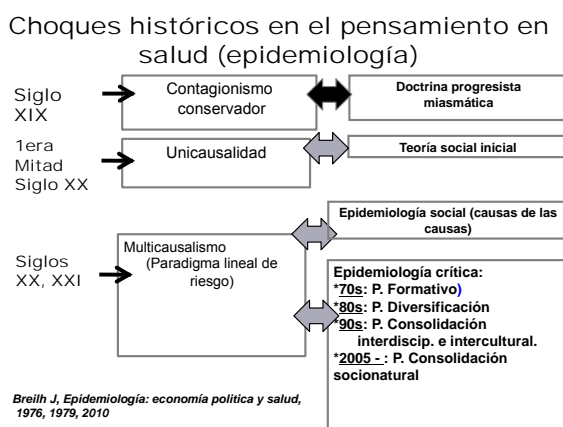 Choques históricos en el pensamiento en
salud (epidemiología)
Siglo
XIX
Contagionismo
conservador
Doctrina progresista
miasmática
1era
Mitad
Siglo XX
Unicausalidad
Teoría social inicial
Siglos
XX, XXI
Multicausalismo
(Paradigma lineal de
riesgo)
Epidemiología social (causas de las
causas)
Epidemiología crítica:
*70s: P. Formativo)
*80s: P. Diversificación
*90s: P. Consolidación
interdiscip. e intercultural.
*2005 - : P. Consolidación
socionatural
Breilh J, Epidemiología: economía politica y salud,
1976, 1979, 2010